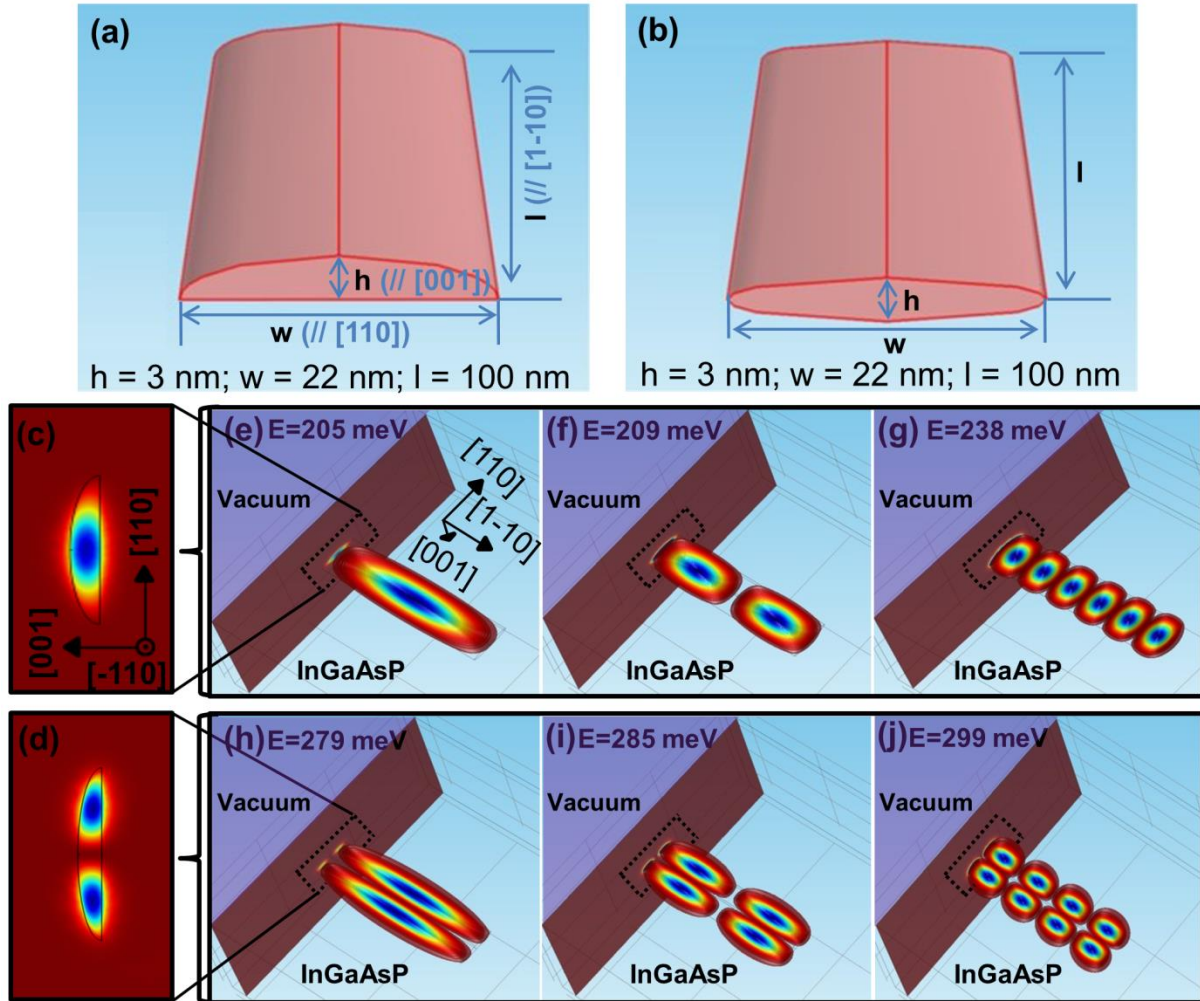 (a)
l (// [1-10])
h (// [001])
w (// [110])
h = 3 nm; w = 22 nm; l = 100 nm
(b)
l
h
w
h = 3 nm; w = 22 nm; l = 100 nm
(c)
[110]
[001]
[-110]
(e) E=205 meV
Vacuum
[110]
[1-10]
[001]
InGaAsP
(f) E=209 meV
Vacuum
InGaAsP
(g) E=238 meV
Vacuum
InGaAsP
(d)
(h) E=279 meV
Vacuum
InGaAsP
(i) E=285 meV
Vacuum
InGaAsP
(j) E=299 meV
Vacuum
InGaAsP